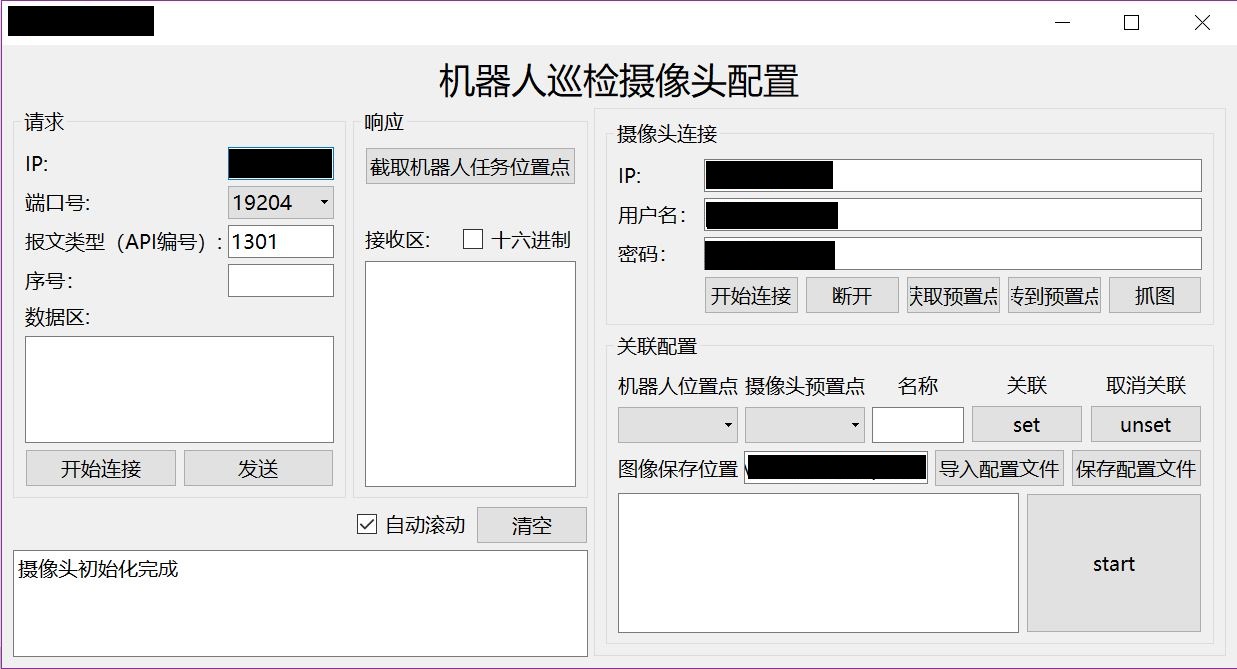 机器人巡检摄像头配置
请求
IP:
端口号:
19204
报文类型（API编号）:
1301
序号:
数据区:
开始连接
发送
响应
截取机器人任务位置点
接收区:
十六进制
自动滚动
清空
摄像头初始化完成
摄像头连接
IP:
用户名:
密码:
开始连接
断开
获取预置点
转到预置点
抓图
关联配置
机器人位置点
摄像头预置点
名称
关联
取消关联
set
unset
图像保存位置
导入配置文件
保存配置文件
start